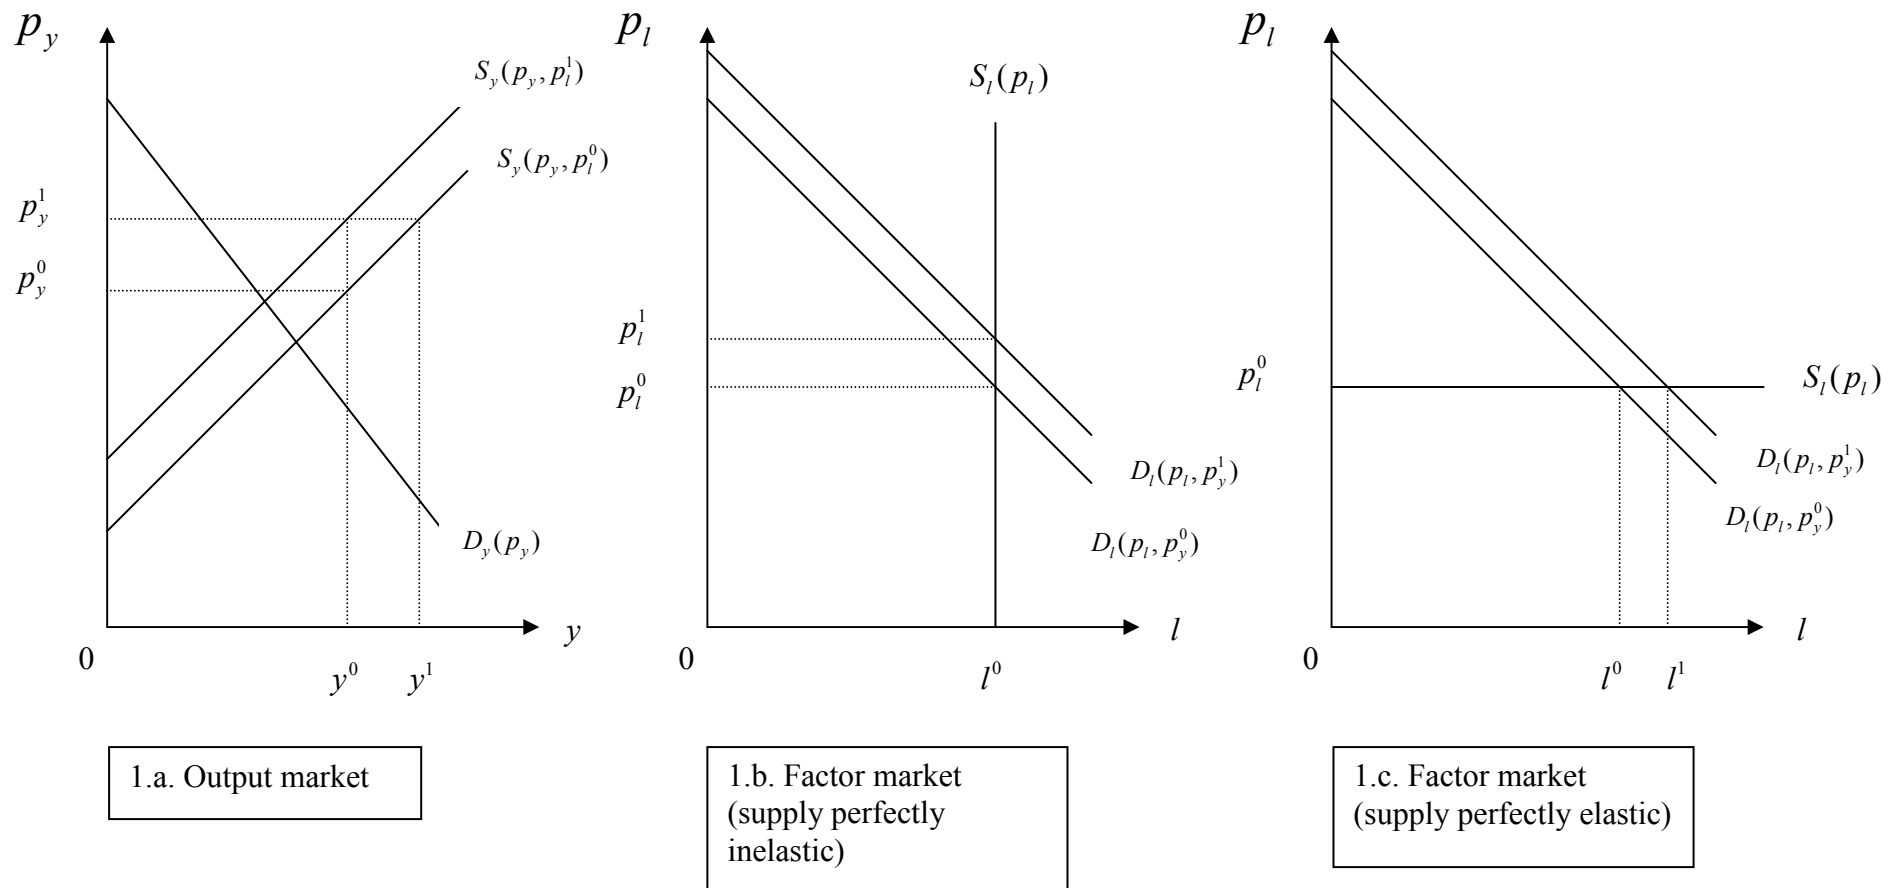 p_y
S_y(p_y, p_l^1)
S_y(p_y, p_l^0)
p_y^1
p_y^0
D_y(p_y)
0
y^0
y^1
y
1.a. Output market
p_l
S_l(p_l)
p_l^1
p_l^0
D_l(p_l, p_y^1)
D_l(p_l, p_y^0)
0
l^0
l
1.b. Factor market
(supply perfectly
inelastic)
p_l
p_l^0
S_l(p_l)
D_l(p_l, p_y^1)
D_l(p_l, p_y^0)
0
l^0
l^1
l
1.c. Factor market
(supply perfectly elastic)